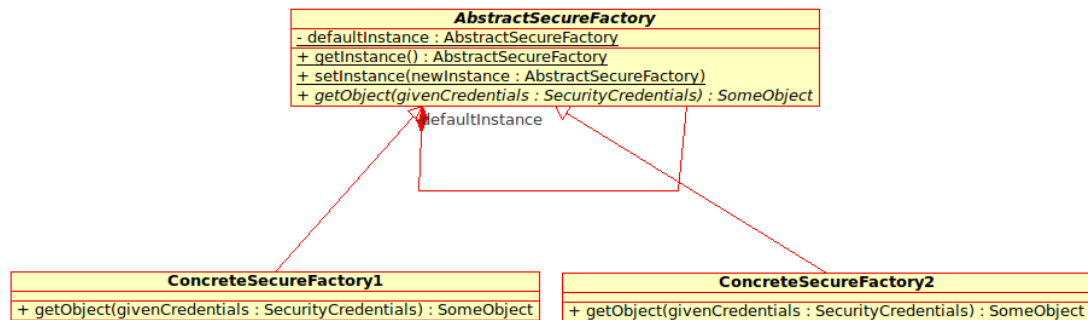 AbstractSecureFactory
- defaultInstance : AbstractSecureFactory
+ getInstance() : AbstractSecureFactory
+ setInstance(newInstance : AbstractSecureFactory)
+ getObject(givenCredentials : SecurityCredentials) : SomeObject
-defaultInstance
ConcreteSecureFactory1
+ getObject(givenCredentials : SecurityCredentials) : SomeObject
ConcreteSecureFactory2
+ getObject(givenCredentials : SecurityCredentials) : SomeObject